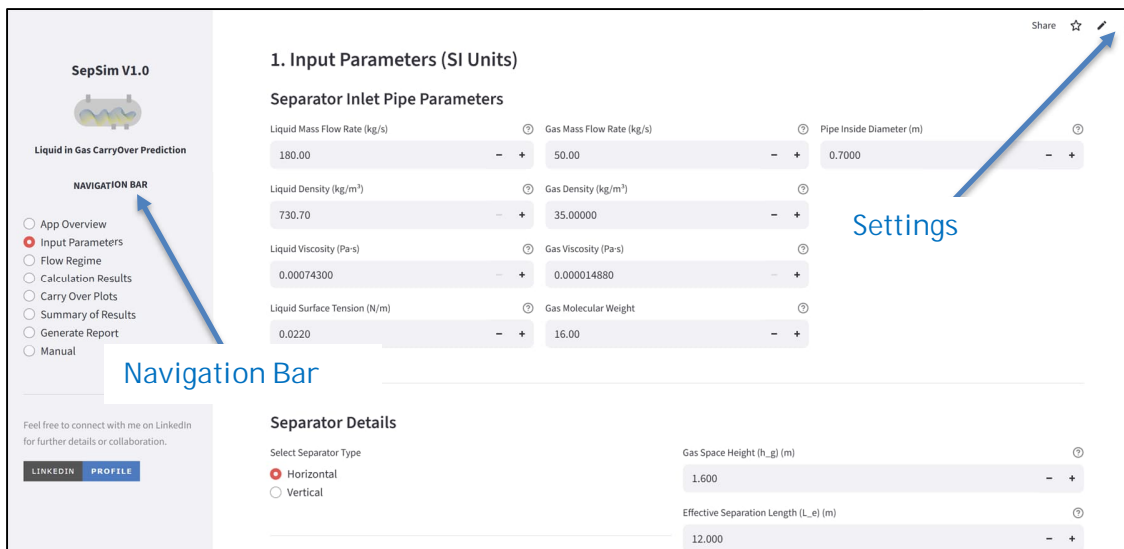 Share
SepSim V1.0
Liquid in Gas CarryOver Prediction
NAVIGATION BAR
App Overview
Input Parameters
Flow Regime
Calculation Results
Carry Over Plots
Summary of Results
Generate Report
Manual
Navigation Bar
Feel free to connect with me on LinkedIn
for further details or collaboration.
LINKEDIN PROFILE
1. Input Parameters (SI Units)
Separator Inlet Pipe Parameters
Liquid Mass Flow Rate (kg/s) Gas Mass Flow Rate (kg/s) Pipe Inside Diameter (m)
180.00 50.00 0.7000
Liquid Density (kg/m³) Gas Density (kg/m³)
730.70 35.00000
Settings
Liquid Viscosity (Pa·s) Gas Viscosity (Pa·s)
0.00074300 0.000014880
Liquid Surface Tension (N/m) Gas Molecular Weight
0.0220 16.00
Separator Details
Select Separator Type
Horizontal
Vertical
Gas Space Height (h_g) (m)
1.600
Effective Separation Length (L_e) (m)
12.000